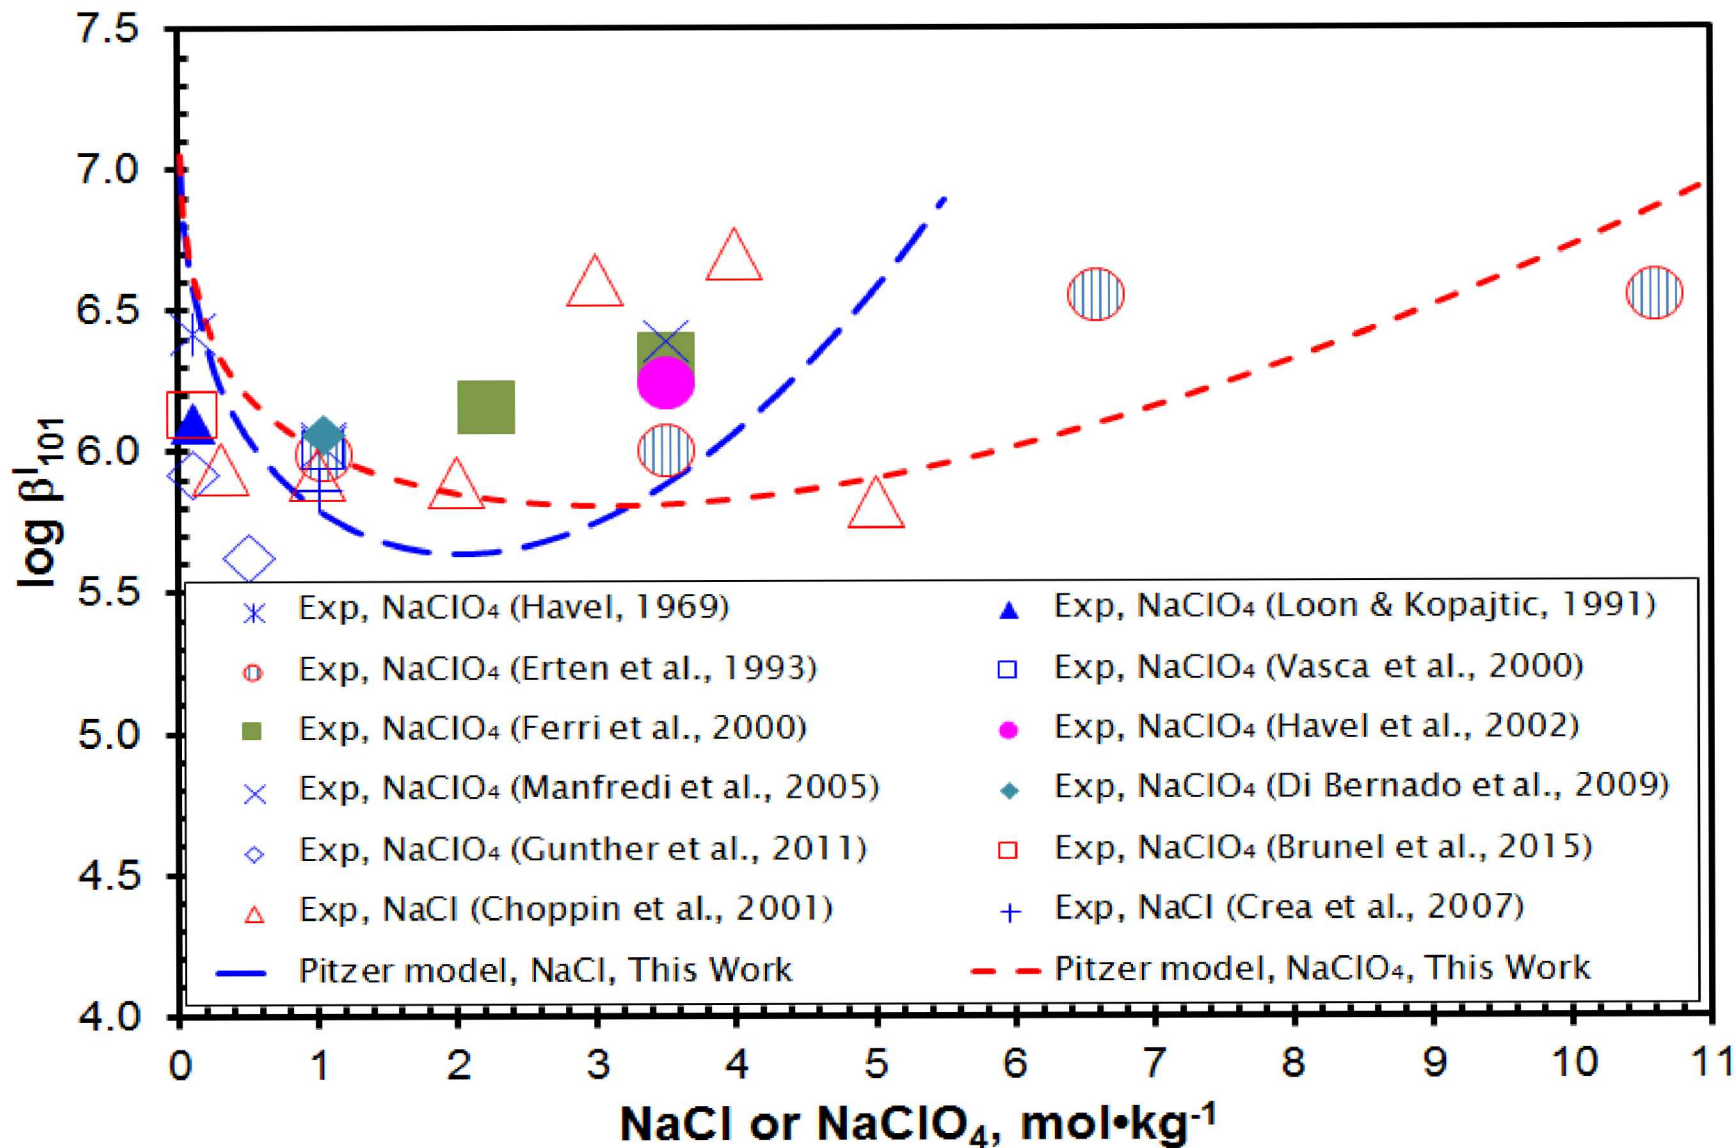 7.5
7.0
6.5
6.0
5.5
5.0
4.5
4.0
log βᴵ₁₀₁
Exp, NaClO₄ (Havel, 1969)
Exp, NaClO₄ (Loon & Kopajtic, 1991)
Exp, NaClO₄ (Erten et al., 1993)
Exp, NaClO₄ (Vasca et al., 2000)
Exp, NaClO₄ (Ferri et al., 2000)
Exp, NaClO₄ (Havel et al., 2002)
Exp, NaClO₄ (Manfredi et al., 2005)
Exp, NaClO₄ (Di Bernado et al., 2009)
Exp, NaClO₄ (Gunther et al., 2011)
Exp, NaClO₄ (Brunel et al., 2015)
Exp, NaCl (Choppin et al., 2001)
Exp, NaCl (Crea et al., 2007)
Pitzer model, NaCl, This Work
Pitzer model, NaClO₄, This Work
0 1 2 3 4 5 6 7 8 9 10 11
NaCl or NaClO₄, mol•kg⁻¹